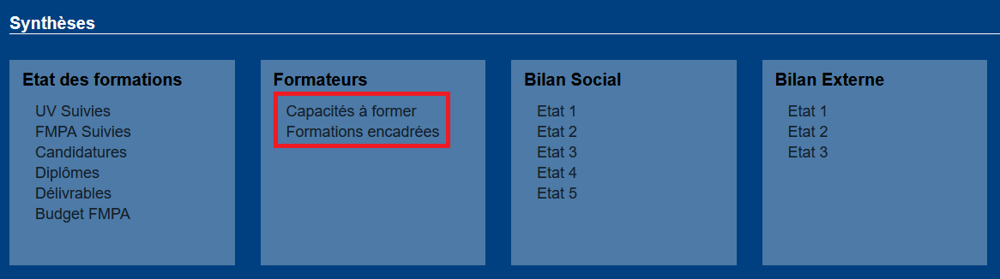 Synthèses
Etat des formations
UV Suivies
FMPA Suivies
Candidatures
Diplômes
Délivrables
Budget FMPA
Formateurs
Capacités à former
Formations encadrées
Bilan Social
Etat 1
Etat 2
Etat 3
Etat 4
Etat 5
Bilan Externe
Etat 1
Etat 2
Etat 3